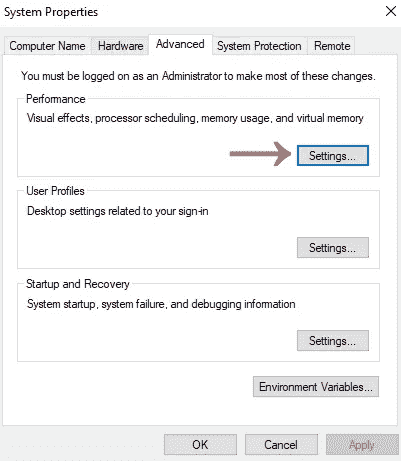 System Properties
Computer Name
Hardware
Advanced
System Protection
Remote
You must be logged on as an Administrator to make most of these changes.
Performance
Visual effects, processor scheduling, memory usage, and virtual memory
Settings...
User Profiles
Desktop settings related to your sign-in
Settings...
Startup and Recovery
System startup, system failure, and debugging information
Settings...
Environment Variables...
OK
Cancel
Apply